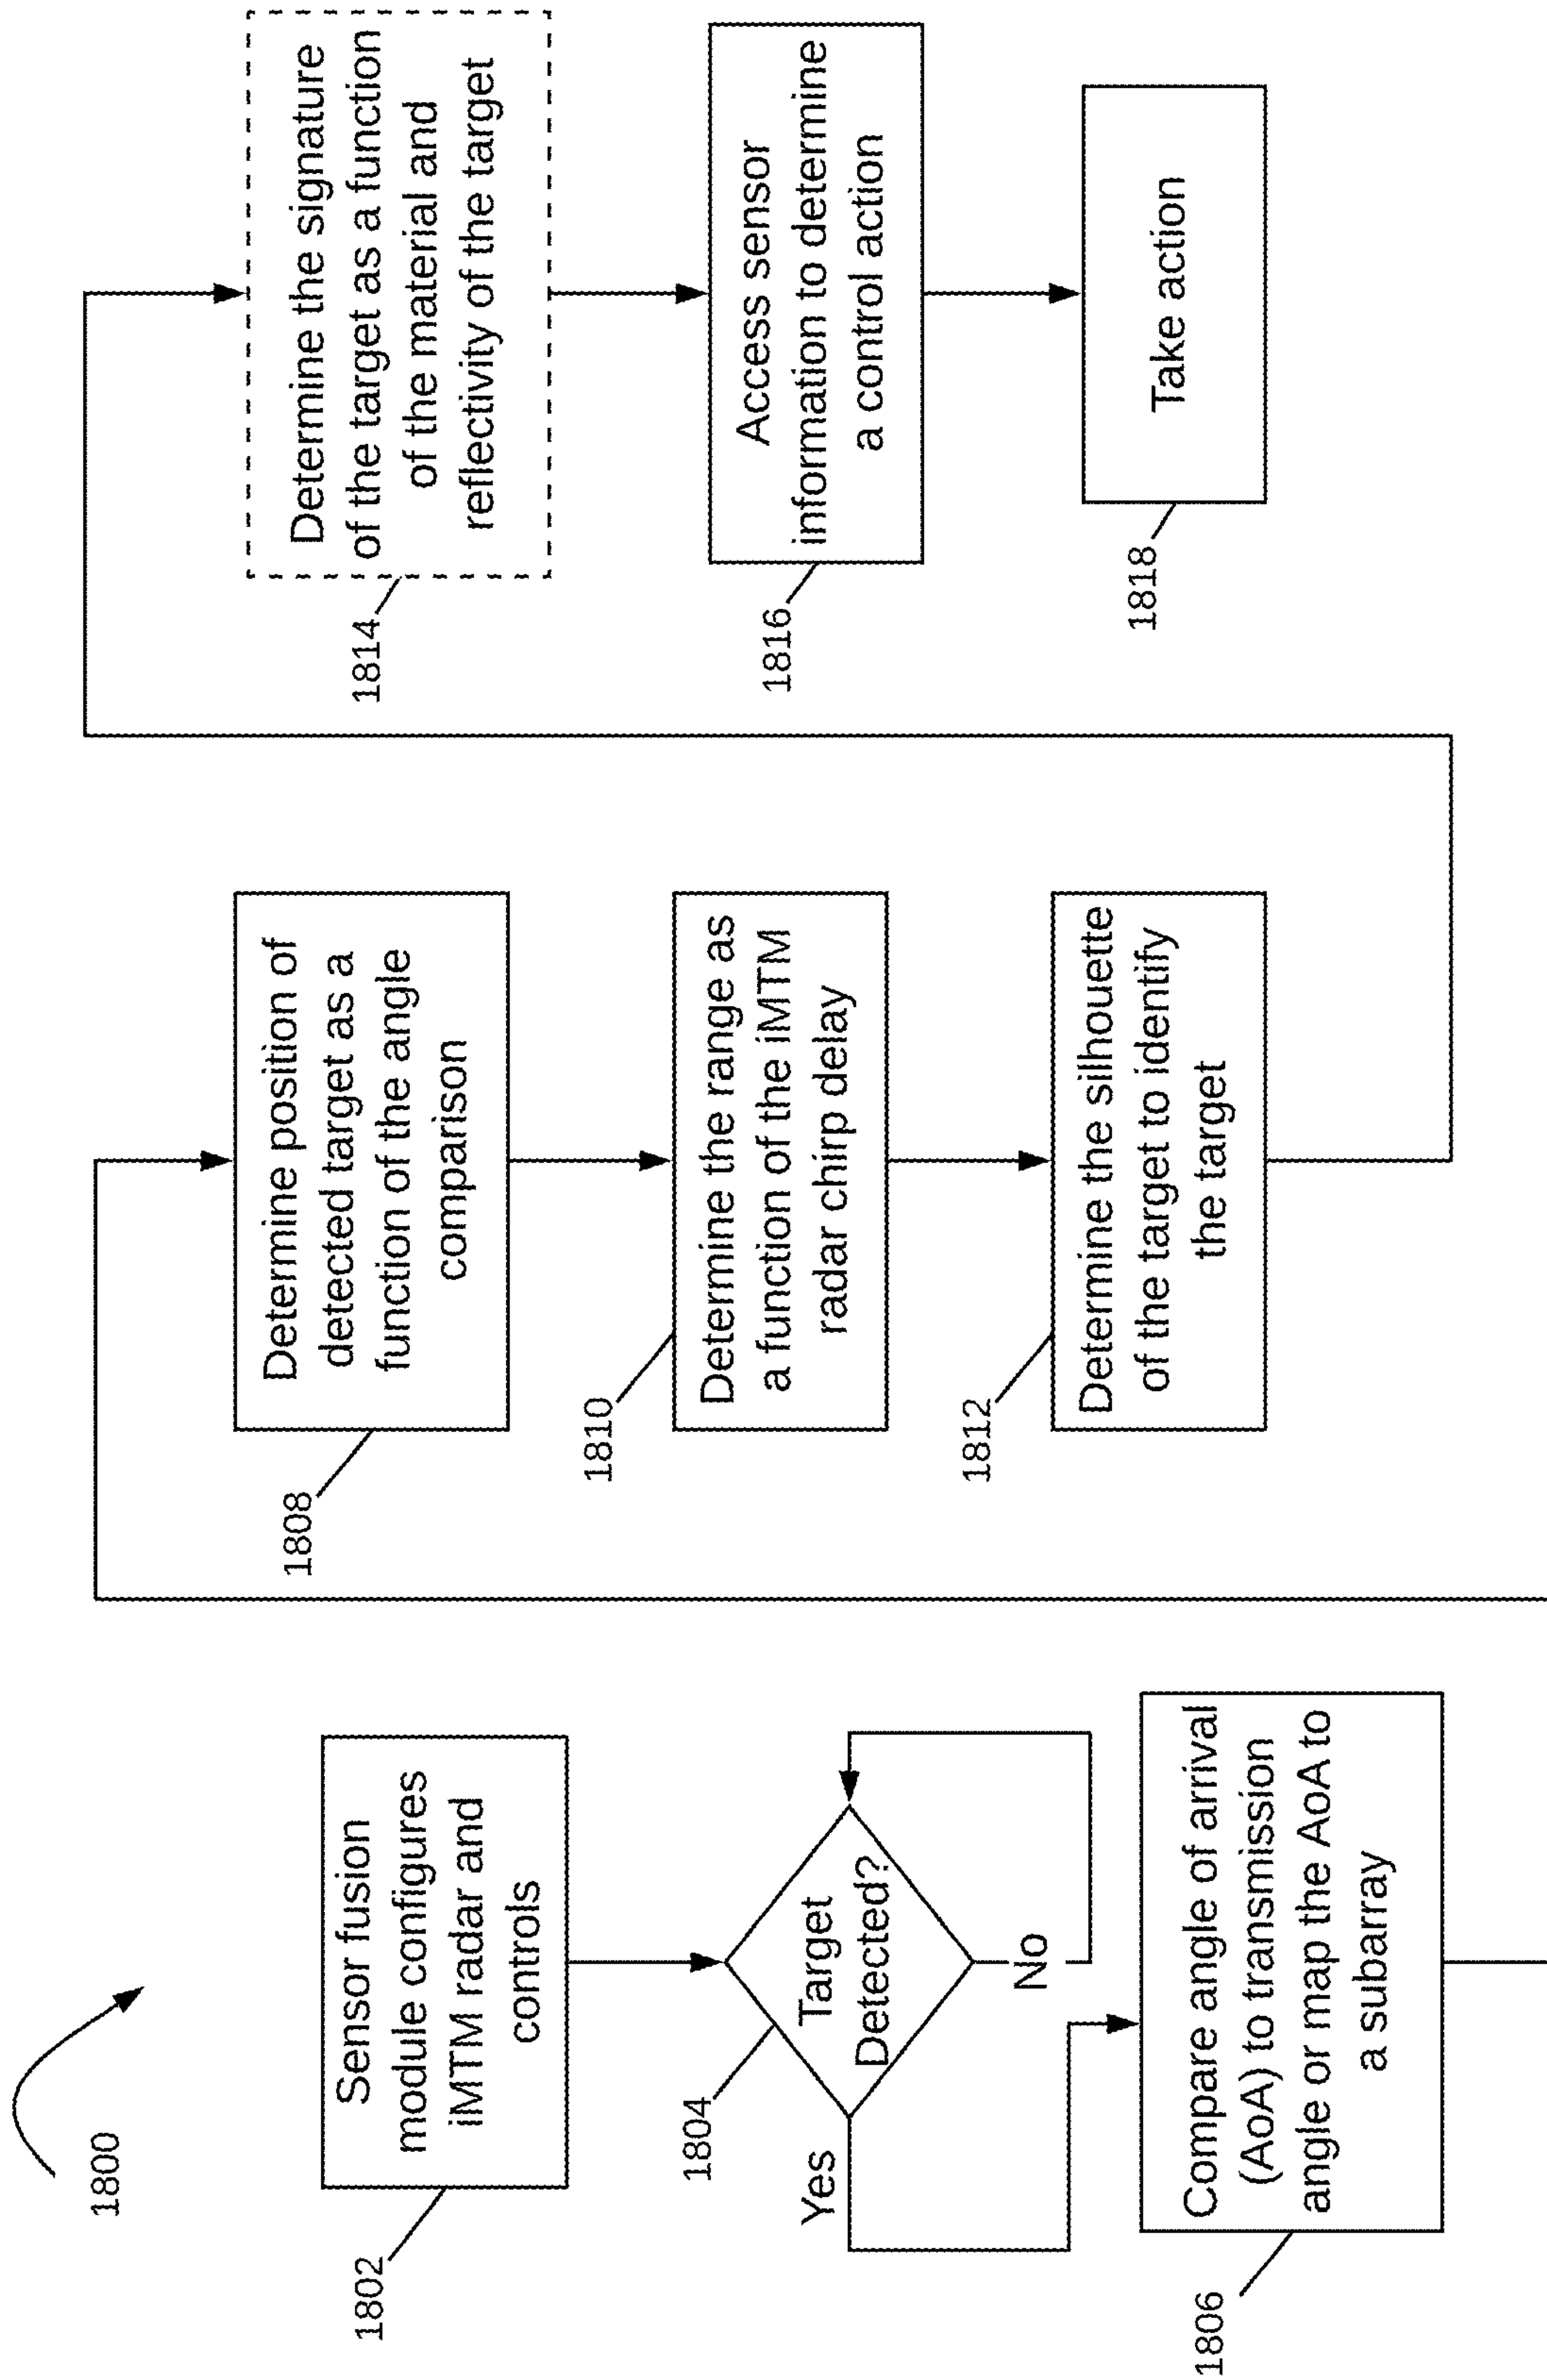 1800
1802
Sensor fusion
module configures
iMTM radar and
controls
1804
Target
Detected?
Yes
No
1806
Compare angle of arrival
(AoA) to transmission
angle or map the AoA to
a subarray
1808
Determine position of
detected target as a
function of the angle
comparison
1810
Determine the range as
a function of the iMTM
radar chirp delay
1812
Determine the silhouette
of the target to identify
the target
1814
Determine the signature
of the target as a function
of the material and
reflectivity of the target
1816
Access sensor
information to determine
a control action
1818
Take action